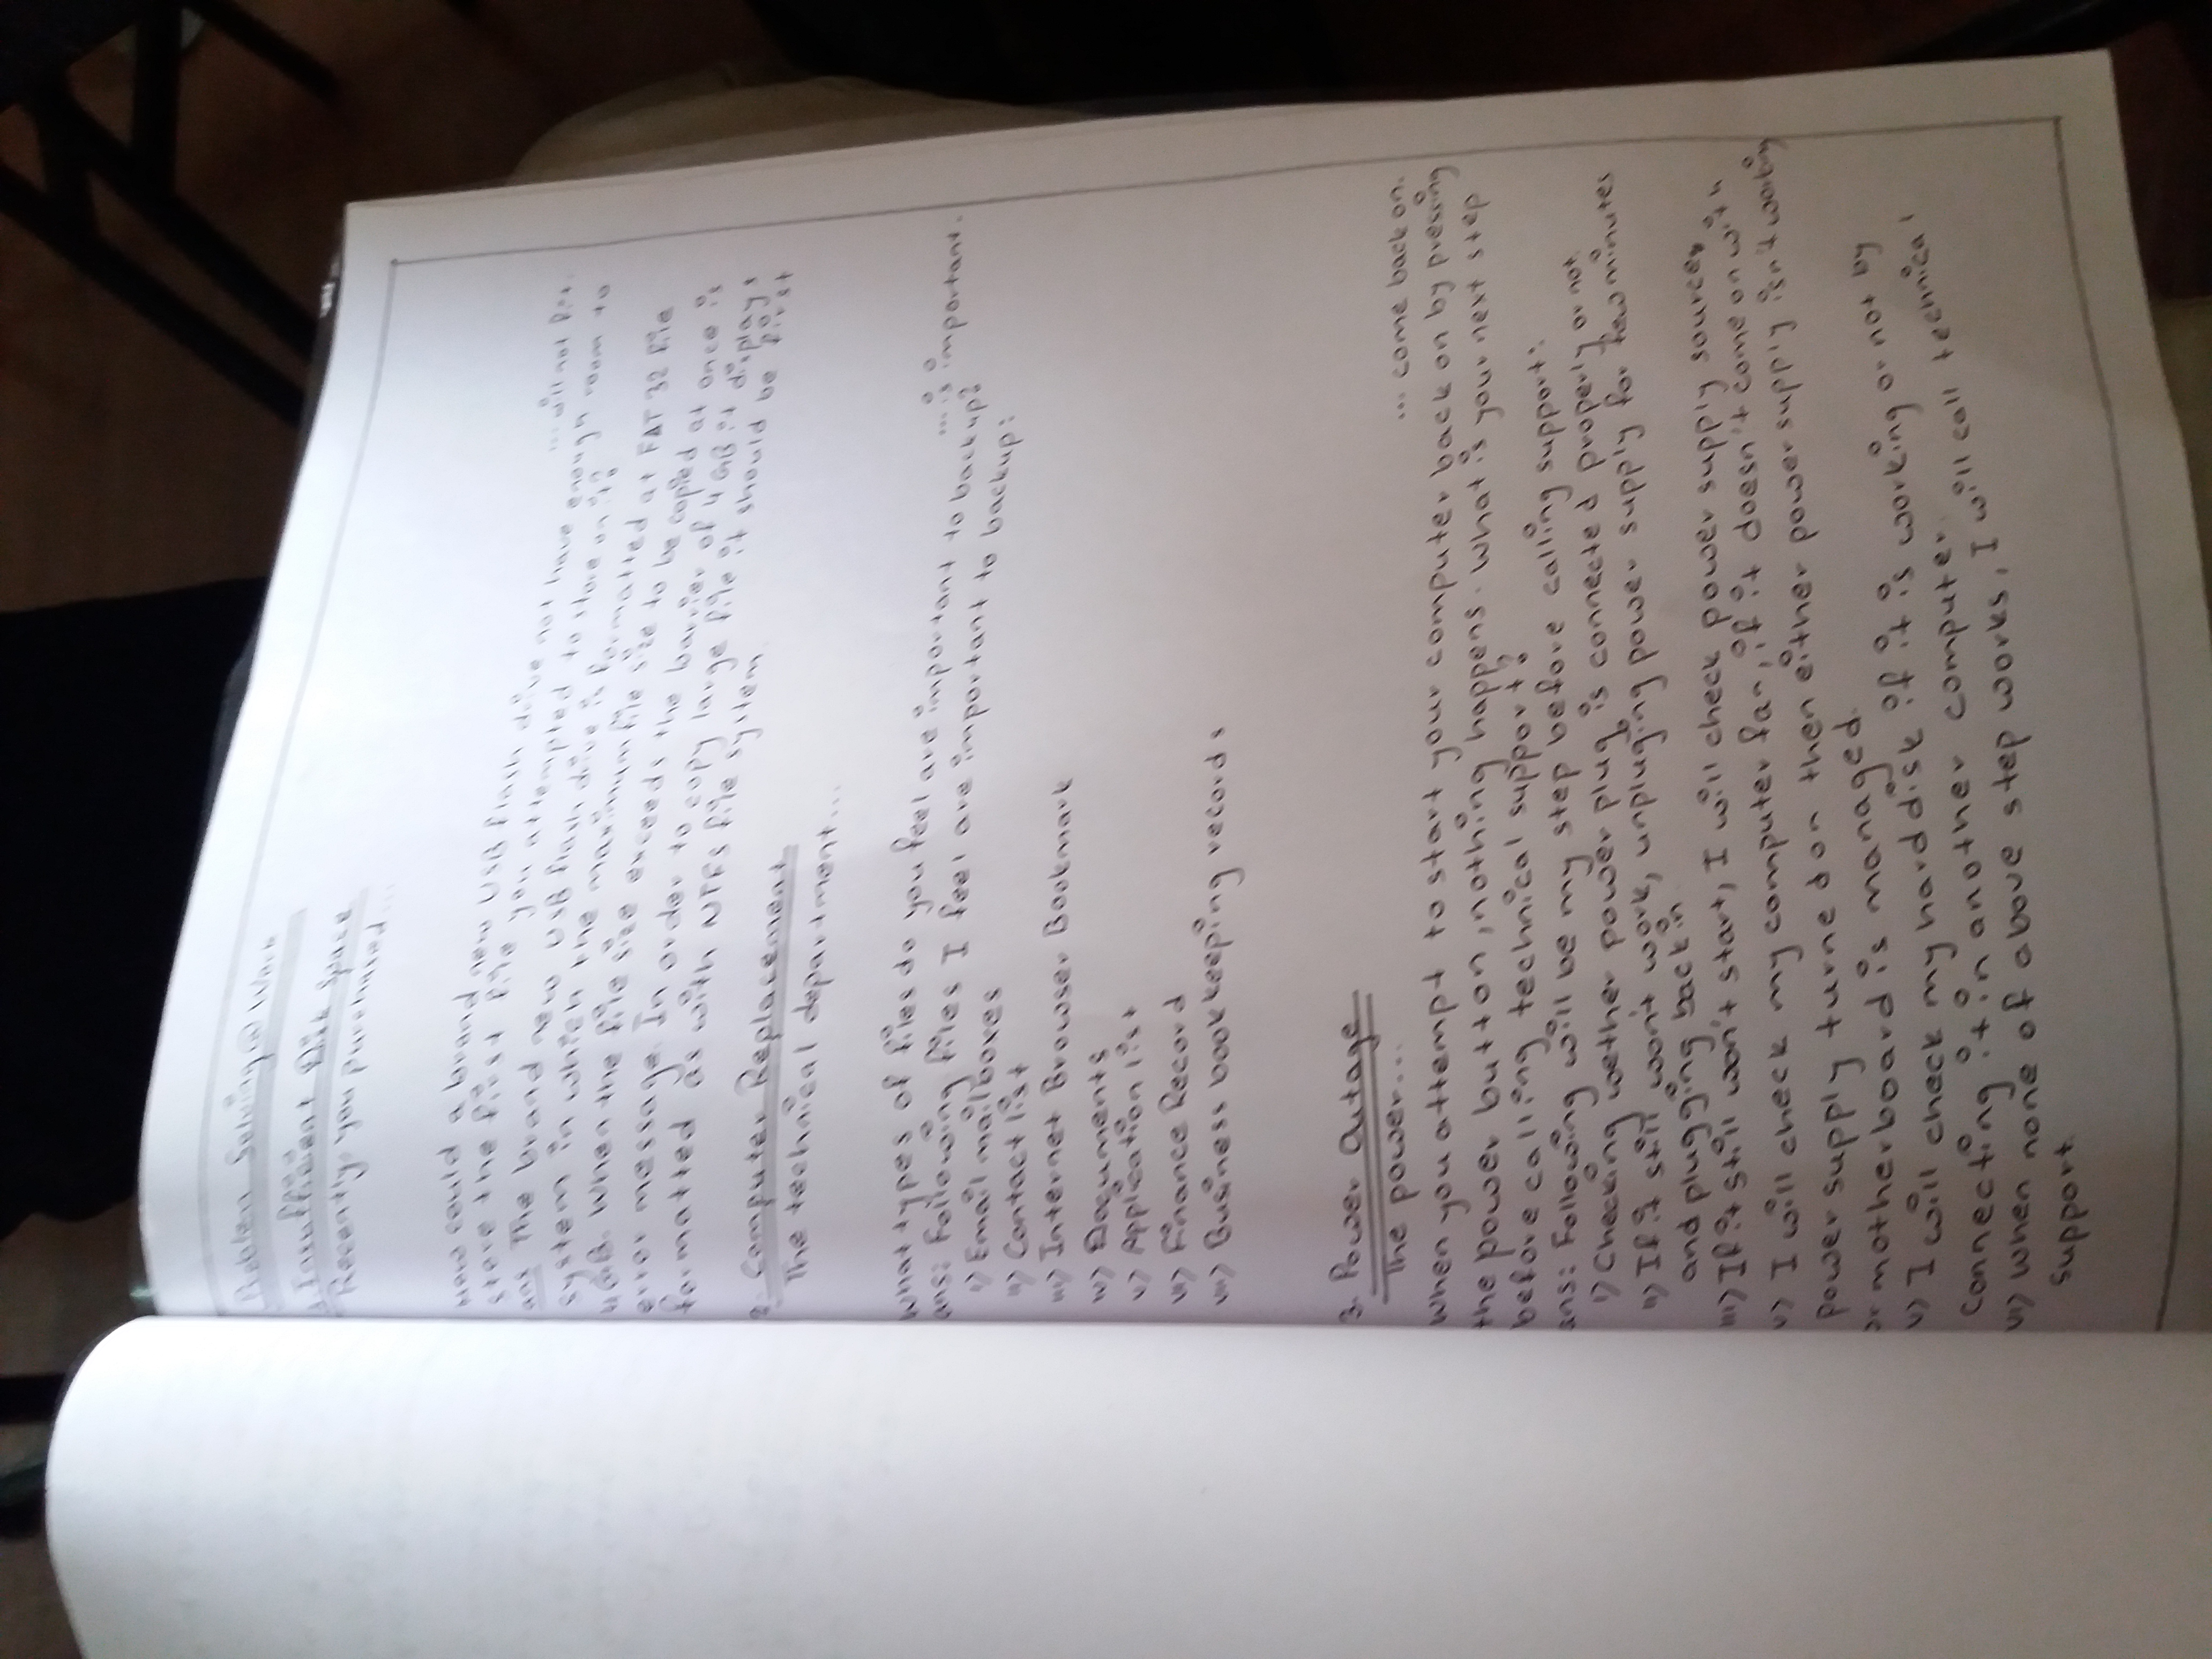 Problem Solving @ Work
1. Insufficient Disk Space
Recently, you purchased...
... will not fit.
How could a brand new USB flash drive not have enough room to
store the first file you attempted to store on it?
ans The brand new USB flash drive is formatted at FAT 32 file
system in which the maximum file size to be copied at once is
4GB. When the file size exceeds the barrier of 4 GB it displays
error message. In order to copy large file it should be first
formatted as with NTFS file system
2. Computer Replacement
The technical department...
... is important.
What types of files do you feel are important to backup?
ans: Following files I feel are important to backup:
i) Email mailboxes
ii) Contact list
iii) Internet Browser Bookmark
iv) Documents
v) Application list
vi) Finance Record
vii) Business bookkeeping records
3. Power Outage
The power...
... come back on.
When you attempt to start your computer back on by pressing
the power button, nothing happens. What is your next step
before calling technical support?
ans: Following will be my step before calling support:
i) Checking wether power plug is connected properly or not.
ii) If it still won't work, unpluging power supply for few minutes
and plugging back in
iii) If it still won't start, I will check power supply source,
v) I will check my computer fan, if it doesn't come on with
power supply turned on then either power supply isn't working
or motherboard is managed.
v) I will check my hard disk if it is working or not by
connecting it in another computer.
vi) When none of above step works, I will call technical
support.